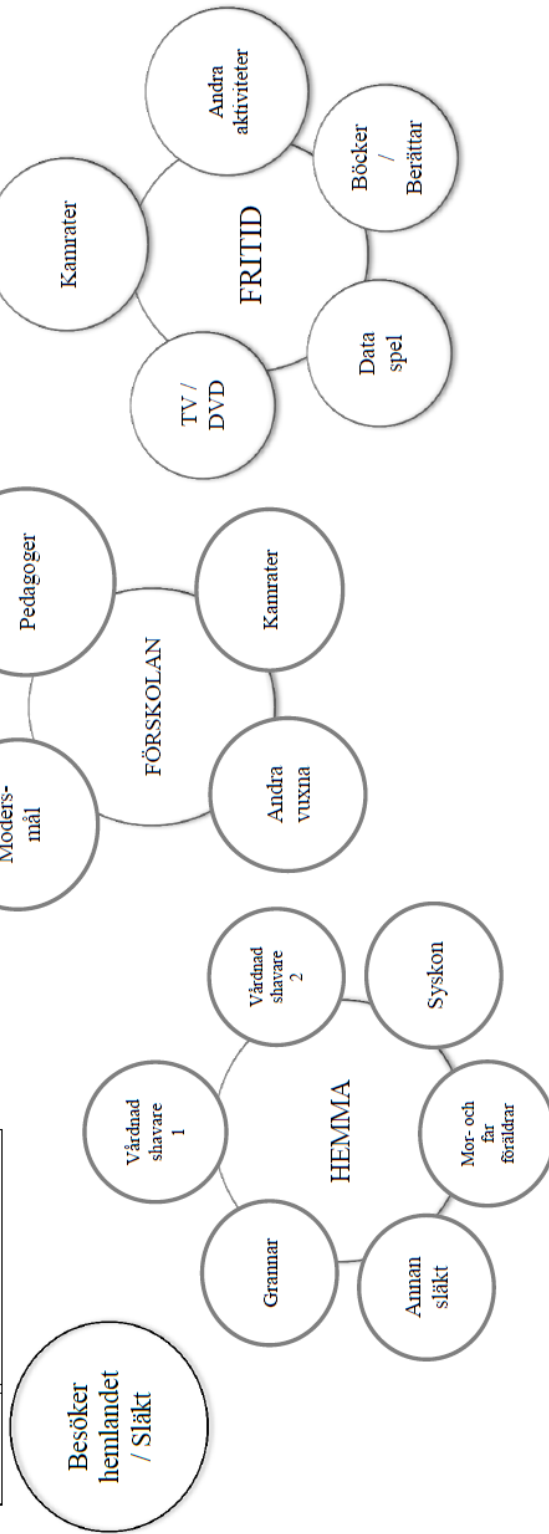 Besöker
hemlandet
/ Släkt
HEMMA
Vårdnad
shavare
1
Vårdnad
shavare
2
Syskon
Mor- och
far
föräldrar
Annan
släkt
Grannar
FÖRSKOLAN
Moders-
mål
Pedagoger
Kamrater
Andra
vuxna
FRITID
Kamrater
Andra
aktiviteter
Böcker
/
Berättar
Data
spel
TV /
DVD